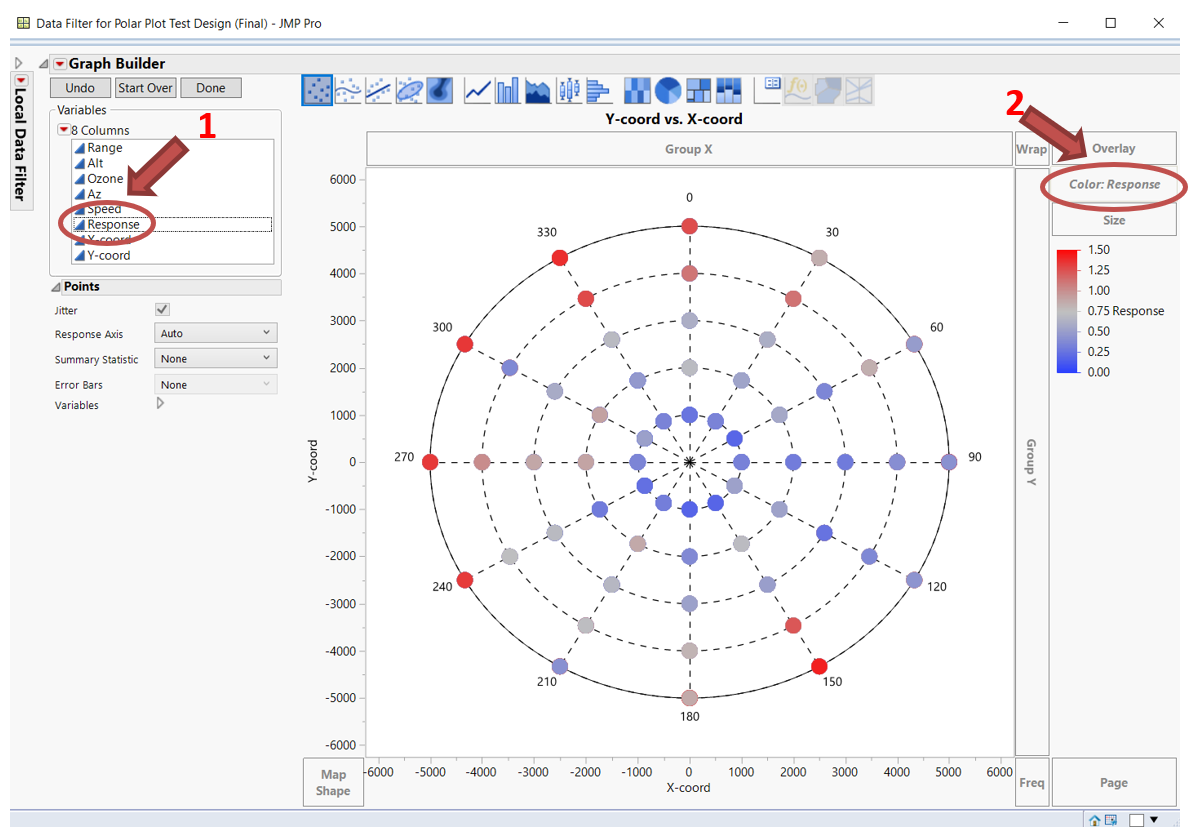 Data Filter for Polar Plot Test Design (Final) - JMP Pro
Local Data Filter
Graph Builder
Undo Start Over Done
Variables
8 Columns
Range
Alt
Ozone
Az
Speed
Response
X-coord
Y-coord
1
Points
Jitter
Response Axis Auto
Summary Statistic None
Error Bars None
Variables
Y-coord vs. X-coord
Group X
Wrap
Overlay
2
Color: Response
Size
1.50
1.25
1.00
0.75 Response
0.50
0.25
0.00
Group Y
Y-coord
6000
5000
4000
3000
2000
1000
0
-1000
-2000
-3000
-4000
-5000
-6000
0
30
60
90
120
150
180
210
240
270
300
330
-6000 -5000 -4000 -3000 -2000 -1000 0 1000 2000 3000 4000 5000 6000
X-coord
Map
Shape
Freq
Page